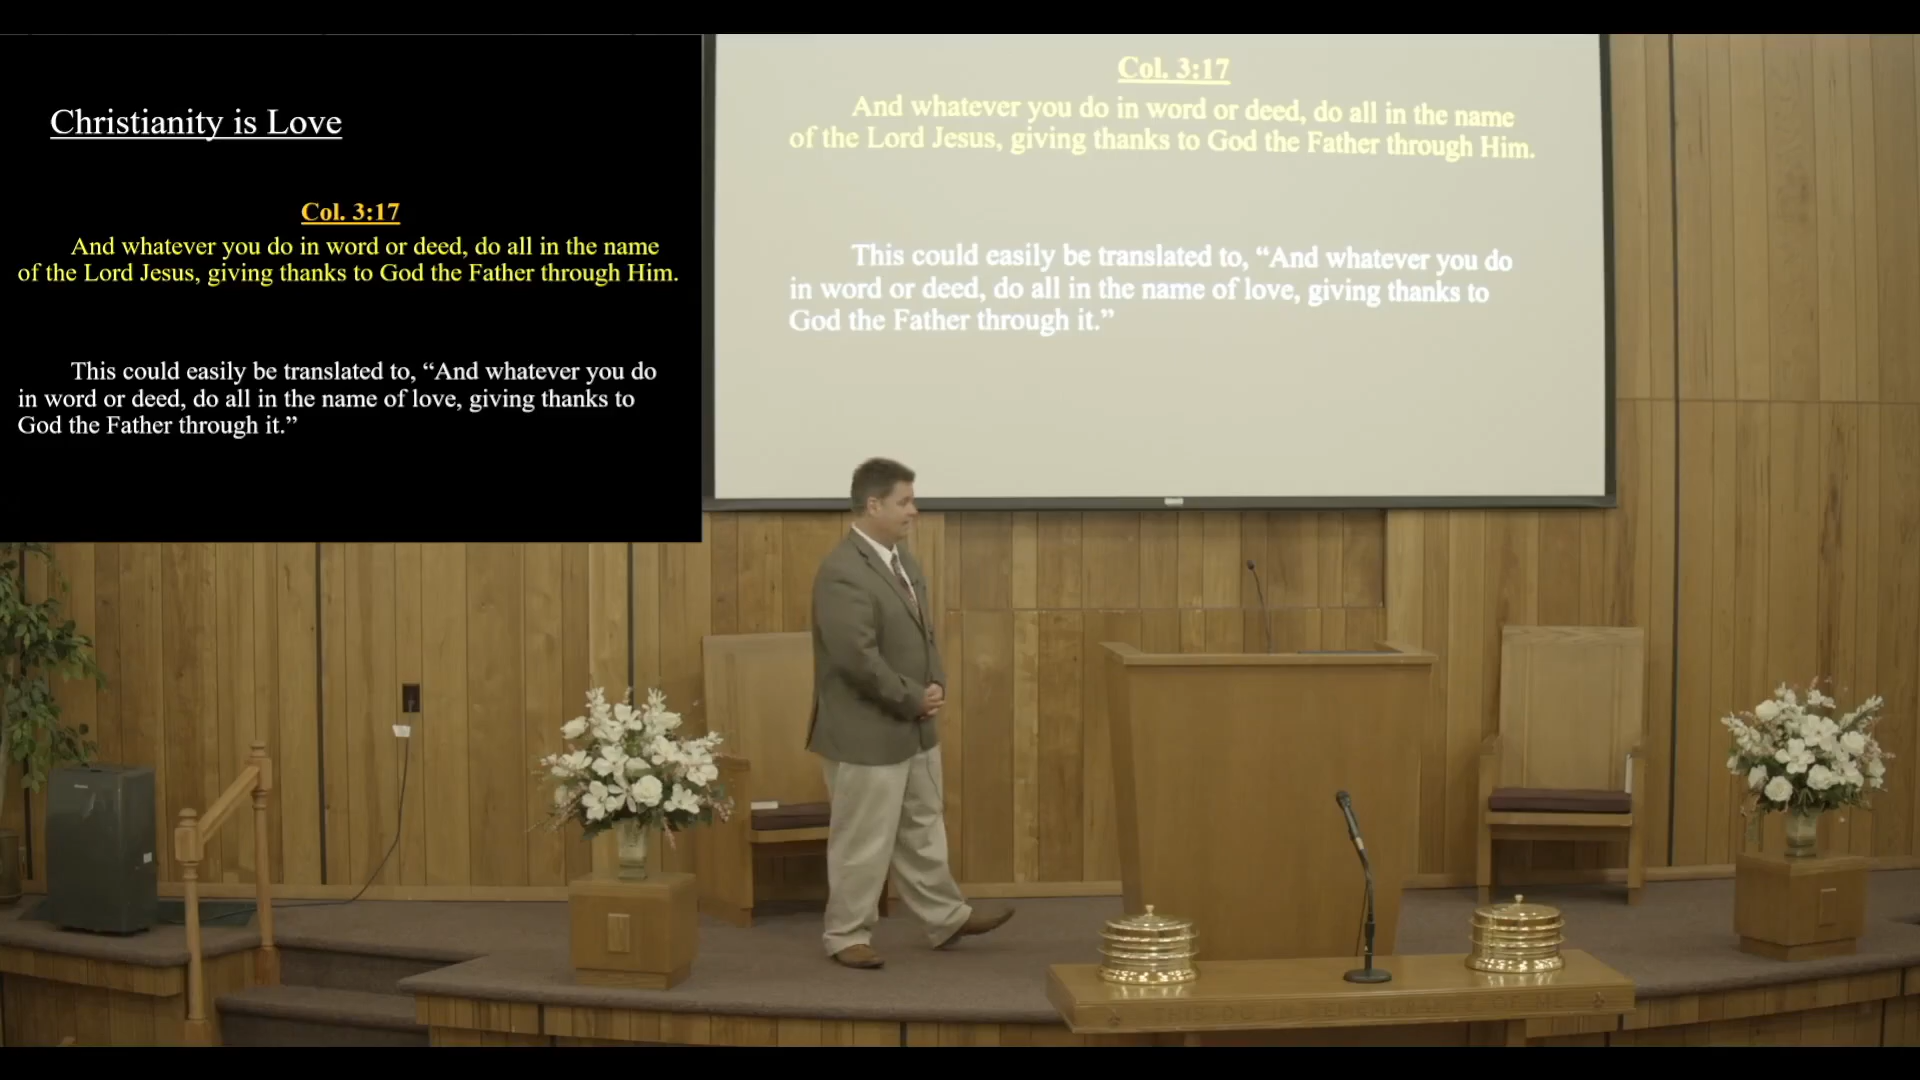 Christianity is Love
Col. 3:17
And whatever you do in word or deed, do all in the name
of the Lord Jesus, giving thanks to God the Father through Him.
This could easily be translated to, “And whatever you do
in word or deed, do all in the name of love, giving thanks to
God the Father through it.”
Col. 3:17
And whatever you do in word or deed, do all in the name
of the Lord Jesus, giving thanks to God the Father through Him.
This could easily be translated to, “And whatever you do
in word or deed, do all in the name of love, giving thanks to
God the Father through it.”
THIS DO IN REMEMBRANCE OF ME